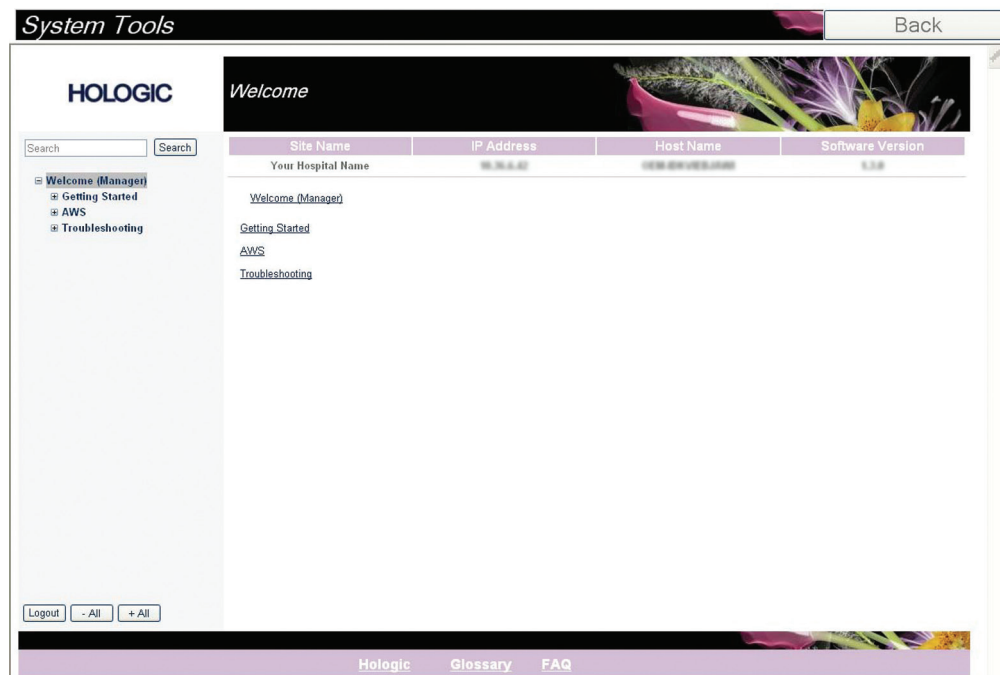 System Tools
Back
HOLOGIC
Welcome
Search
Search
Welcome (Manager)
Getting Started
AWS
Troubleshooting
Site Name
IP Address
Host Name
Software Version
Your Hospital Name
Welcome (Manager)
Getting Started
AWS
Troubleshooting
Logout
- All
+ All
Hologic
Glossary
FAQ